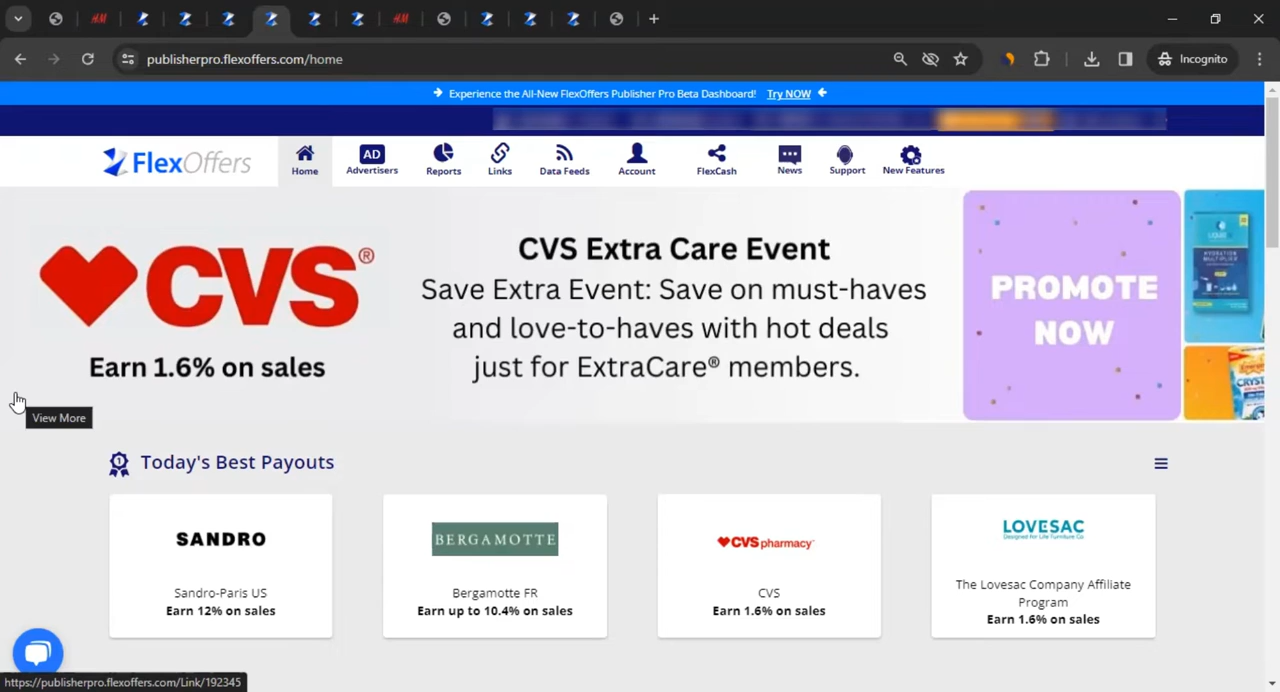 publisherpro.flexoffers.com/home
Incognito
Experience the All-New FlexOffers Publisher Pro Beta Dashboard! Try NOW
FlexOffers
Home
AD
Advertisers
Reports
Links
Data Feeds
Account
FlexCash
News
Support
New Features
CVS®
Earn 1.6% on sales
CVS Extra Care Event
Save Extra Event: Save on must-haves
and love-to-haves with hot deals
just for ExtraCare® members.
PROMOTE
NOW
View More
Today's Best Payouts
SANDRO
Sandro-Paris US
Earn 12% on sales
BERGAMOTTE
Bergamotte FR
Earn up to 10.4% on sales
CVS pharmacy
CVS
Earn 1.6% on sales
LOVESAC
Designed for Life Furniture Co.
The Lovesac Company Affiliate
Program
Earn 1.6% on sales
https://publisherpro.flexoffers.com/Link/192345